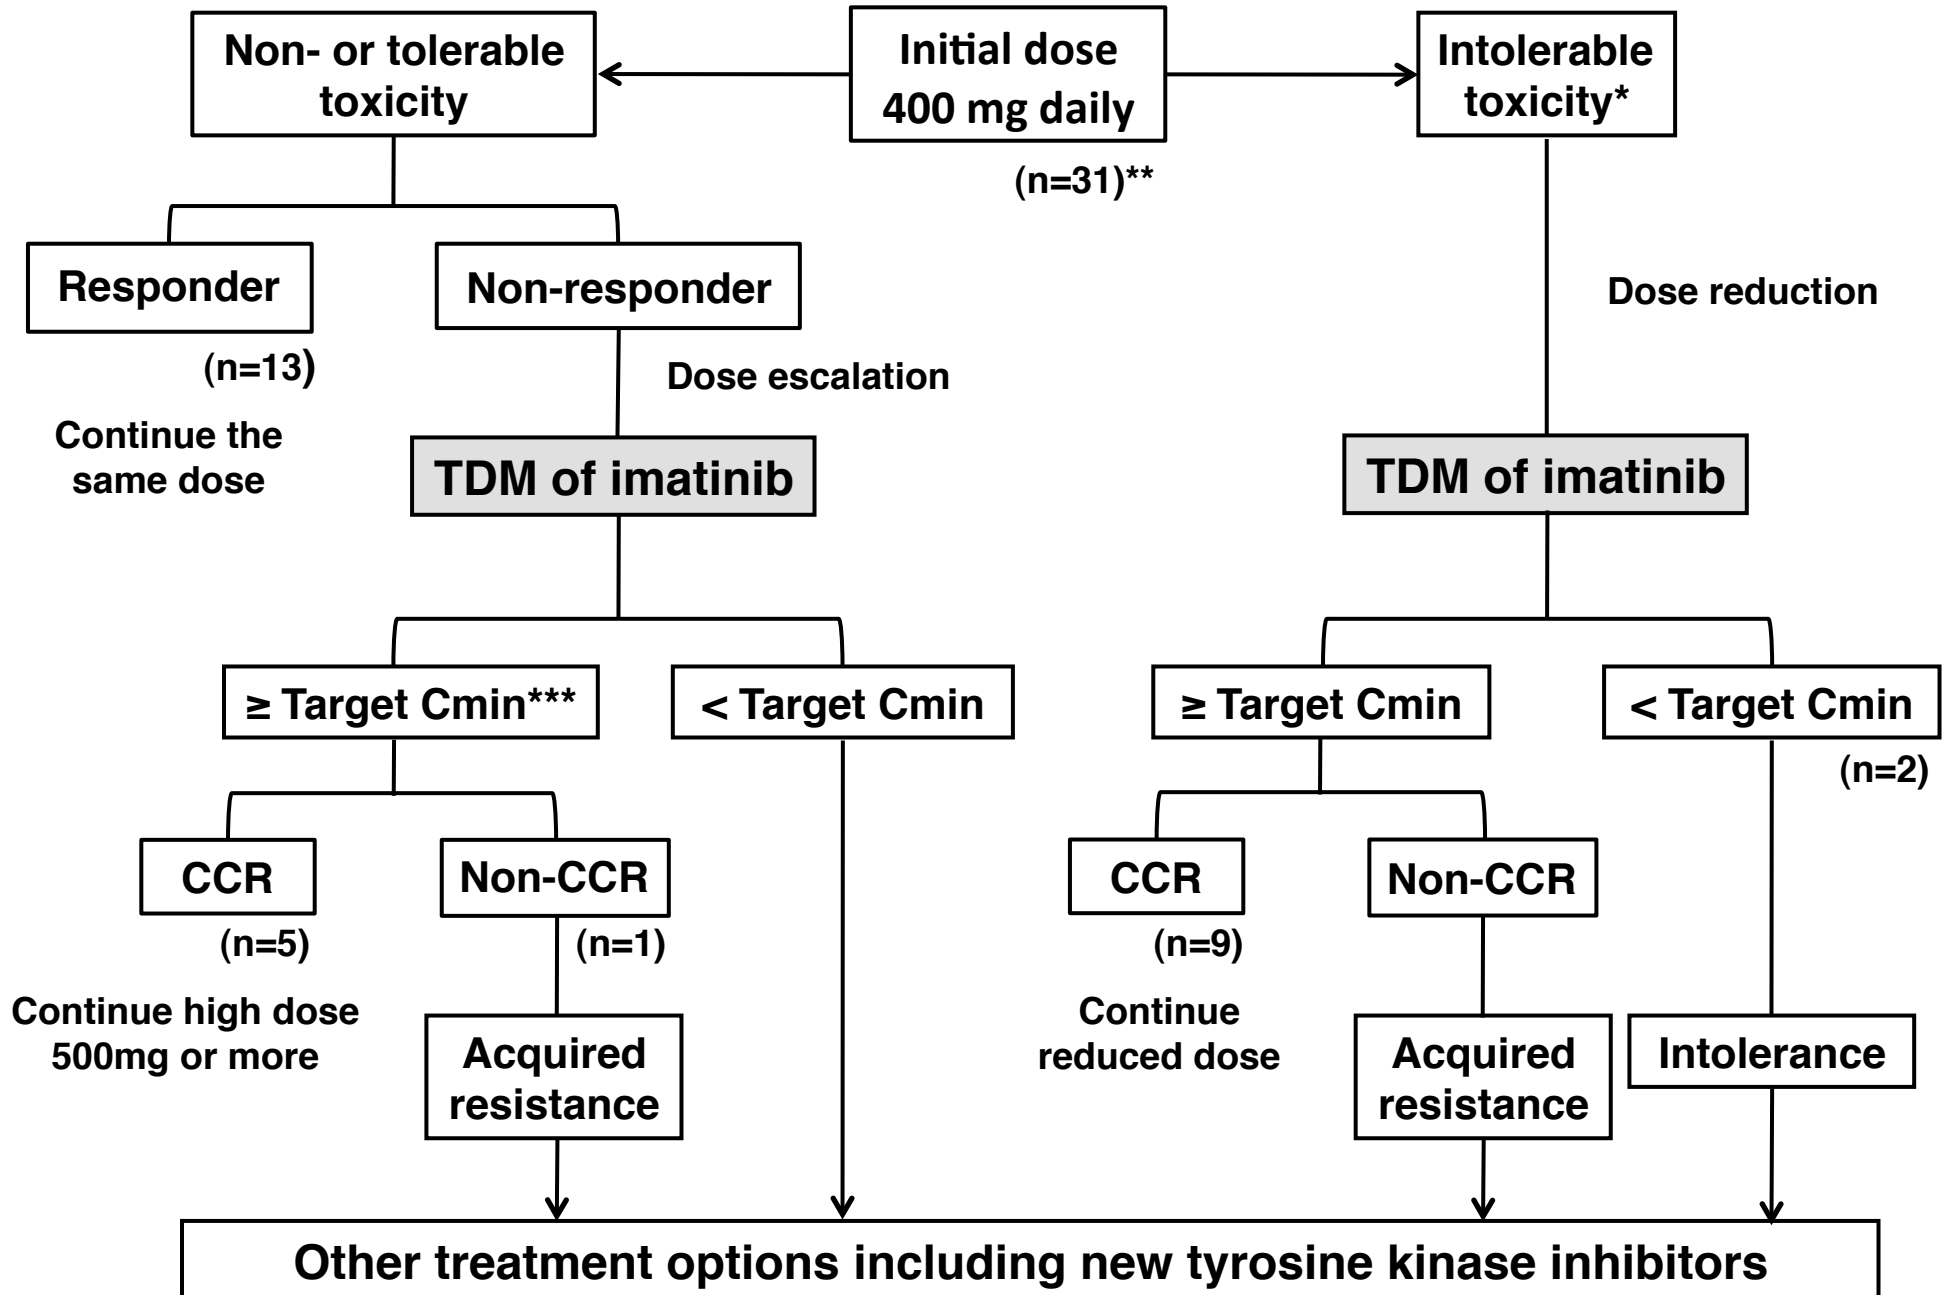 Non- or tolerable
toxicity
Initial dose
400 mg daily
(n=31)**
Intolerable
toxicity*
Responder
(n=13)
Continue the
same dose
Non-responder
Dose escalation
Dose reduction
TDM of imatinib
TDM of imatinib
≥ Target Cmin***
< Target Cmin
≥ Target Cmin
< Target Cmin
(n=2)
CCR
(n=5)
Non-CCR
(n=1)
CCR
(n=9)
Non-CCR
Continue high dose
500mg or more
Acquired
resistance
Continue
reduced dose
Acquired
resistance
Intolerance
Other treatment options including new tyrosine kinase inhibitors